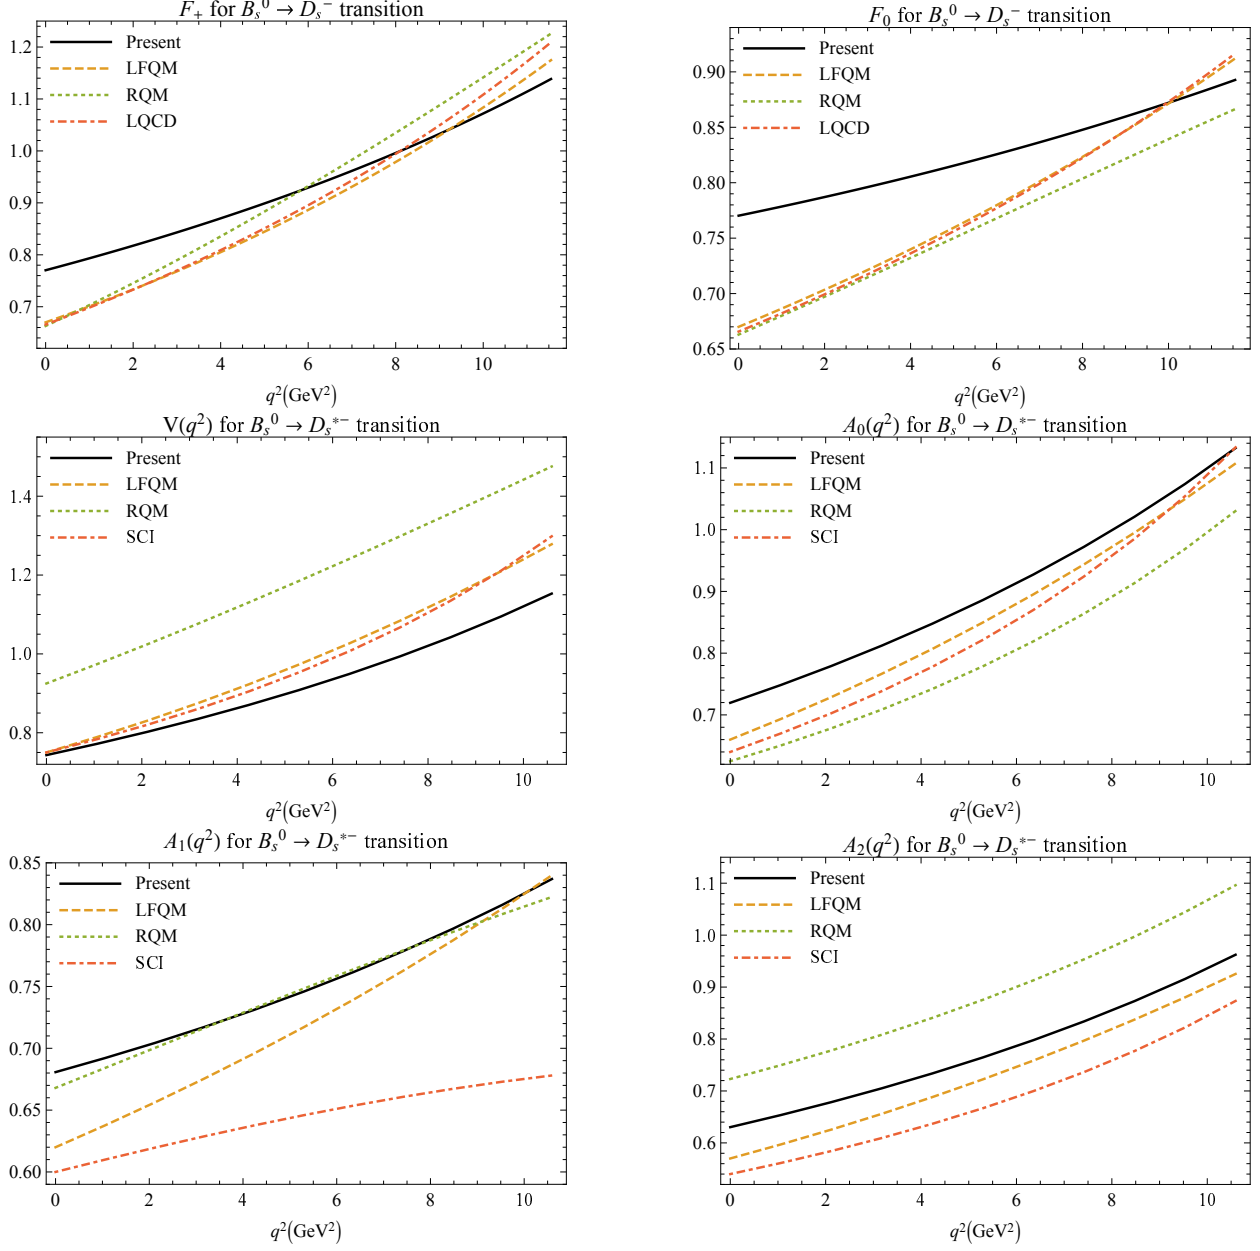 F₊ for Bₛ⁰ → Dₛ⁻ transition
Present
LFQM
RQM
LQCD
1.2
1.1
1.0
0.9
0.8
0.7
0 2 4 6 8 10
q²(GeV²)
F₀ for Bₛ⁰ → Dₛ⁻ transition
Present
LFQM
RQM
LQCD
0.90
0.85
0.80
0.75
0.70
0.65
0 2 4 6 8 10
q²(GeV²)
V(q²) for Bₛ⁰ → Dₛ*⁻ transition
Present
LFQM
RQM
SCI
1.4
1.2
1.0
0.8
0 2 4 6 8 10
q²(GeV²)
A₀(q²) for Bₛ⁰ → Dₛ*⁻ transition
Present
LFQM
RQM
SCI
1.1
1.0
0.9
0.8
0.7
0 2 4 6 8 10
q²(GeV²)
A₁(q²) for Bₛ⁰ → Dₛ*⁻ transition
Present
LFQM
RQM
SCI
0.85
0.80
0.75
0.70
0.65
0.60
0 2 4 6 8 10
q²(GeV²)
A₂(q²) for Bₛ⁰ → Dₛ*⁻ transition
Present
LFQM
RQM
SCI
1.1
1.0
0.9
0.8
0.7
0.6
0 2 4 6 8 10
q²(GeV²)